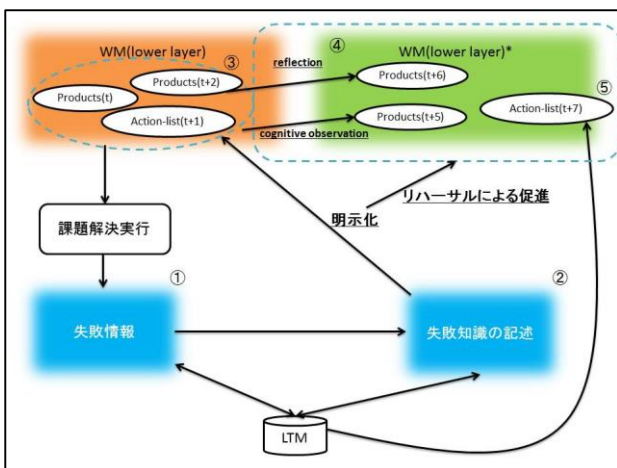 WM(lower layer)
③
Products(t+2)
Products(t)
Action-list(t+1)
reflection
cognitive observation
④
WM(lower layer)*
Products(t+6)
⑤
Action-list(t+7)
Products(t+5)
リハーサルによる促進
明示化
課題解決実行
①
失敗情報
②
失敗知識の記述
LTM